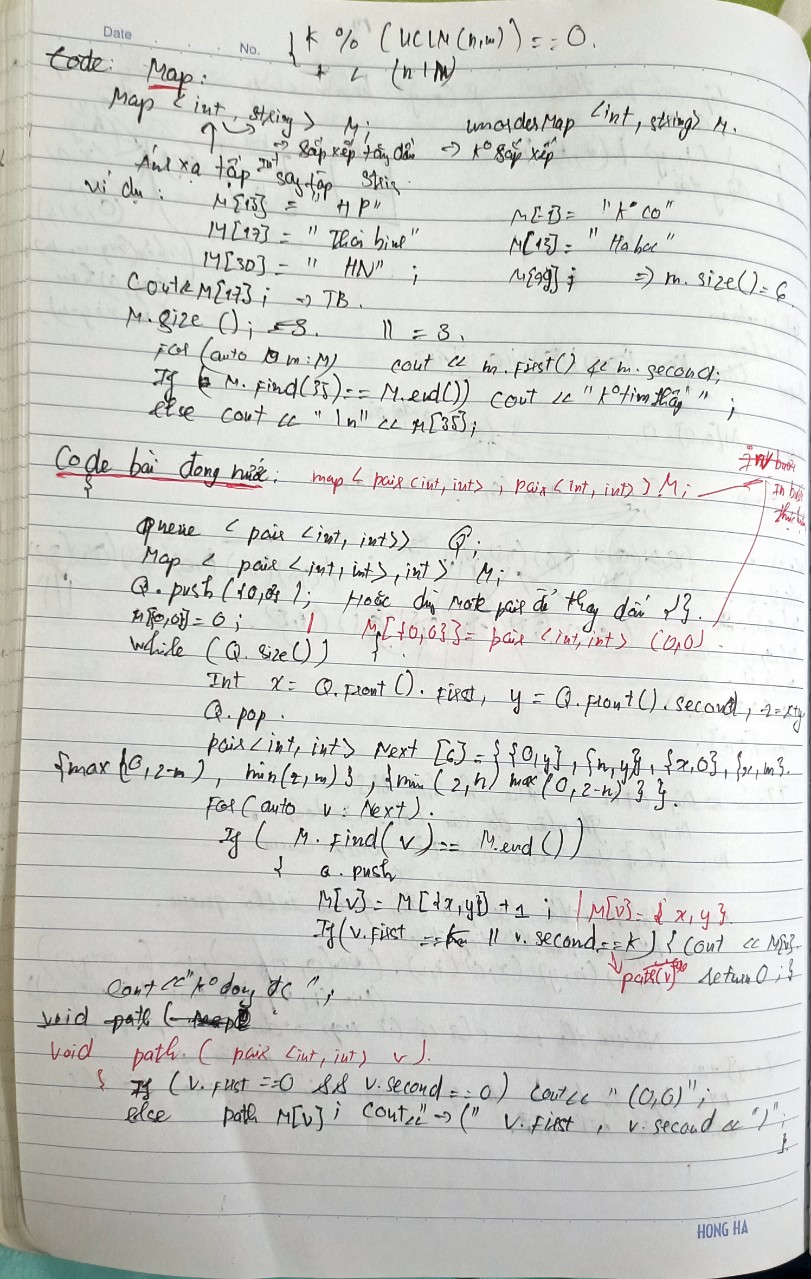 Date
No.
{ K % (UCLN(n,m)) == 0.
+ < (n+m)
Code: Map:
Map < int, string > M; unorder Map <int, string> M.
=> Sắp xếp tăng dần -> K° sắp xếp
Ánh xạ tập Int sang tập String.
ví dụ: M[15] = "HP" M[-1] = "K° co"
M[17] = "Thái bình" M[13] = "Ha bac"
M[30] = "HN" ; M[99] ; => m.size() = 6
Cout << M[17] ; -> TB.
M.size (); = 3. || = 3.
For (auto m : M) cout << m.first() << m.second;
If ( M.find(35) == M.end()) cout << "K° tìm thấy" ;
else cout << "\n" << M[35];
Code bài đong nước: map < pair <int, int> , pair <int, int> > M;
{
In bước
Queue < pair <int, int>> Q;
Map < pair <int, int>, int > M;
Q.push ({0,0}); Hoặc dùng make pair để thay dấu {}.
M[0,0] = 0 ; | M[{0,0}] = pair <int,int> (0,0)
While (Q.size()) {
Int x = Q.front().first, y = Q.front().second, z = x+y
Q.pop.
pair<int, int> Next [6] = { {0,y}, {n,y}, {x,0}, {x,m}.
{max (0, z-m), min(z,m) }, {min (z,n) max(0, z-n) } }.
For (auto v : Next).
If ( M.find(v) == M.end())
{ Q.push
M[v] = M[{x,y}] + 1 ; | M[v] = { x, y }
If (v.first == k || v.second == K) { Cout << M[v].
path(v) return 0 ; }
Cout << "K° đong đc" ;
void path (
Void path. ( pair <int, int> v ).
{ If (v.first == 0 && v.second == 0) Cout << "(0,0)";
else path M[v] ; Cout << "-> (" v.first , v.second << ")";
}.
HONG HA